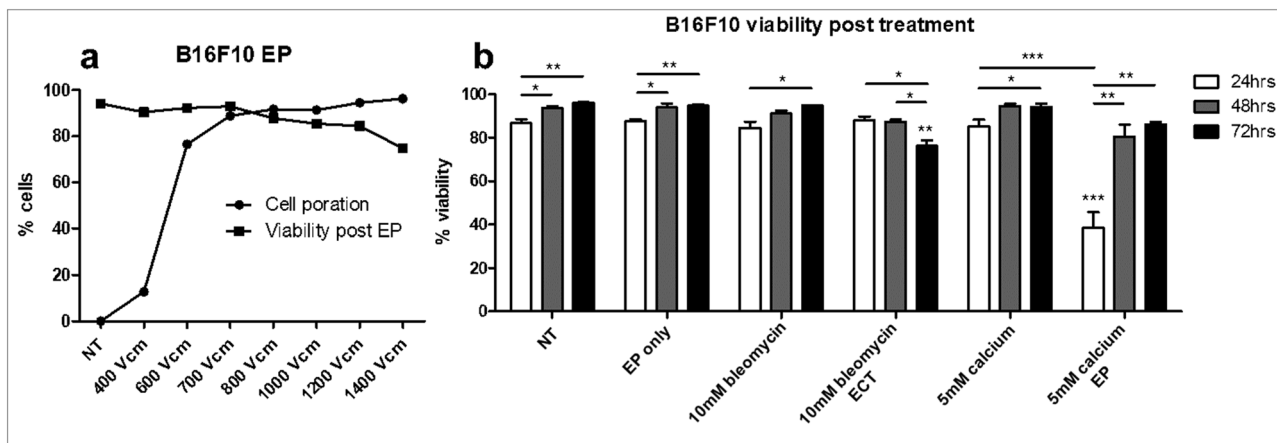 a
B16F10 EP
% cells
100
80
60
40
20
0
Cell poration
Viability post EP
NT
400 Vcm
600 Vcm
700 Vcm
800 Vcm
1000 Vcm
1200 Vcm
1400 Vcm
b
B16F10 viability post treatment
% viability
100
80
60
40
20
0
**
*
**
*
*
*
*
**
***
*
**
**
***
24hrs
48hrs
72hrs
NT
EP only
10mM bleomycin
10mM bleomycin
ECT
5mM calcium
5mM calcium
EP